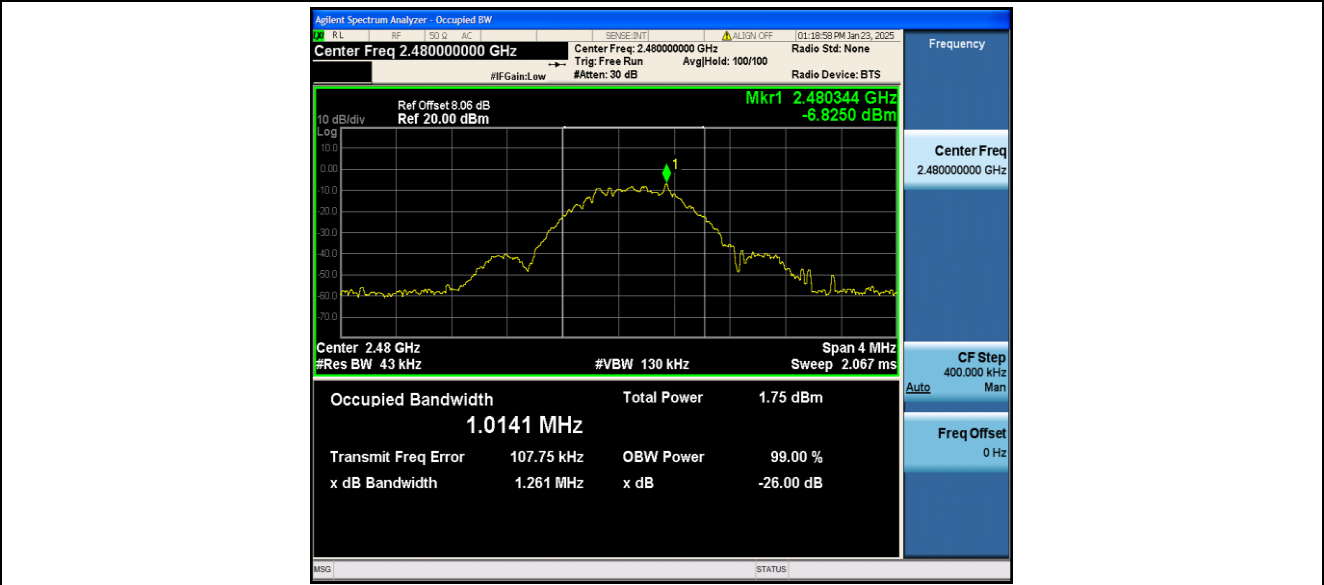 Agilent Spectrum Analyzer - Occupied BW
LXI RL RF 50 Ω AC SENSE:INT ALIGN OFF 01:18:58 PM Jan 23, 2025
Center Freq 2.480000000 GHz
Center Freq: 2.480000000 GHz
Radio Std: None
Trig: Free Run Avg|Hold: 100/100
#IFGain:Low
#Atten: 30 dB
Radio Device: BTS
Mkr1 2.480344 GHz
-6.8250 dBm
Ref Offset 8.06 dB
10 dB/div Ref 20.00 dBm
Log
10.0
0.00
-10.0
-20.0
-30.0
-40.0
-50.0
-60.0
-70.0
1
Center 2.48 GHz Span 4 MHz
#Res BW 43 kHz #VBW 130 kHz Sweep 2.067 ms
Occupied Bandwidth Total Power 1.75 dBm
1.0141 MHz
Transmit Freq Error 107.75 kHz OBW Power 99.00 %
x dB Bandwidth 1.261 MHz x dB -26.00 dB
MSG STATUS
Frequency
Center Freq
2.480000000 GHz
CF Step
400.000 kHz
Auto Man
Freq Offset
0 Hz